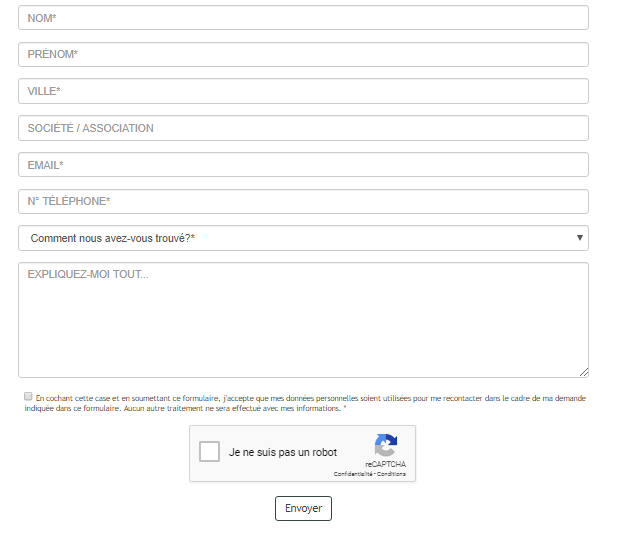 NOM*
PRÉNOM*
VILLE*
SOCIÉTÉ / ASSOCIATION
EMAIL*
N° TÉLÉPHONE*
Comment nous avez-vous trouvé?*
EXPLIQUEZ-MOI TOUT...
En cochant cette case et en soumettant ce formulaire, j'accepte que mes données personnelles soient utilisées pour me recontacter dans le cadre de ma demande
indiquée dans ce formulaire. Aucun autre traitement ne sera effectué avec mes informations. *
Je ne suis pas un robot
reCAPTCHA
Confidentialité - Conditions
Envoyer